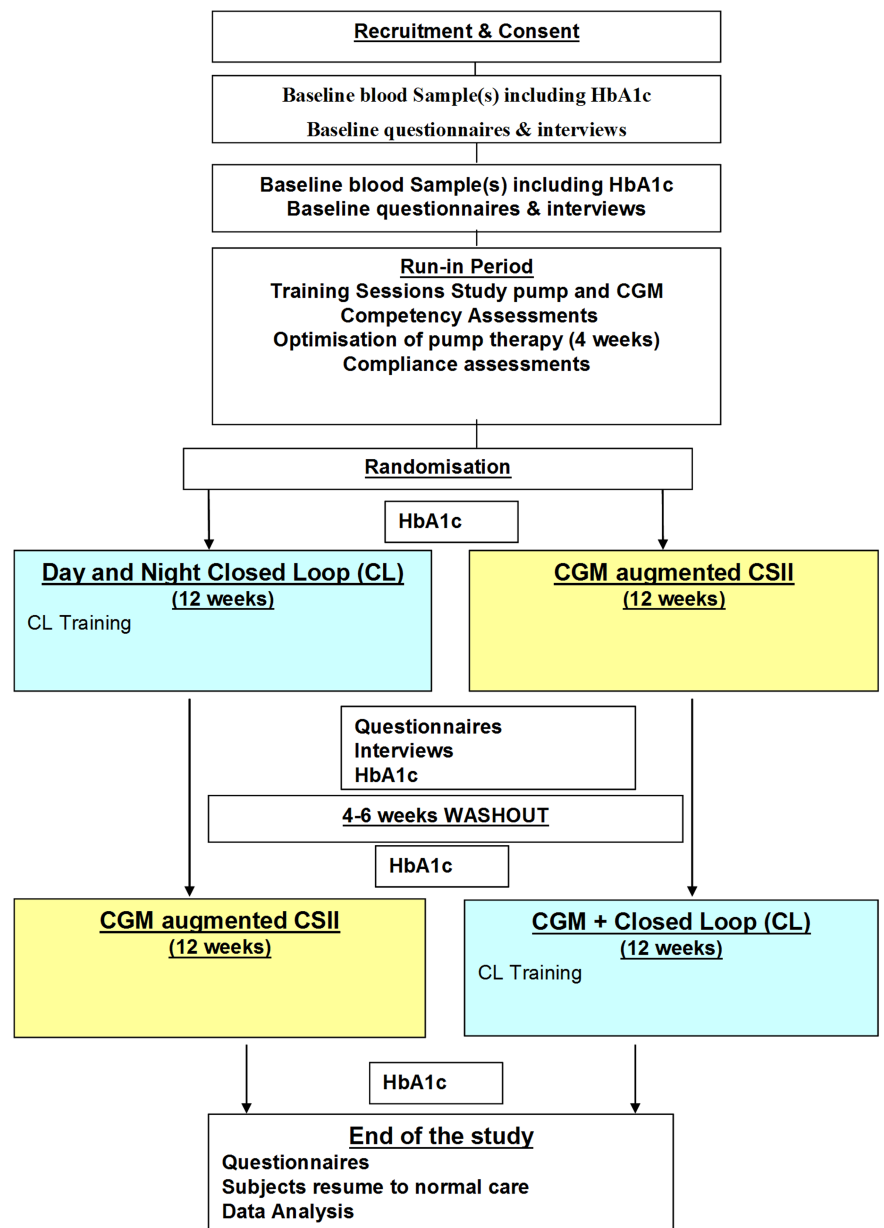 Recruitment & Consent
Baseline blood Sample(s) including HbA1c
Baseline questionnaires & interviews
Baseline blood Sample(s) including HbA1c
Baseline questionnaires & interviews
Run-in Period
Training Sessions Study pump and CGM
Competency Assessments
Optimisation of pump therapy (4 weeks)
Compliance assessments
Randomisation
HbA1c
Day and Night Closed Loop (CL)
(12 weeks)
CL Training
CGM augmented CSII
(12 weeks)
Questionnaires
Interviews
HbA1c
4-6 weeks WASHOUT
HbA1c
CGM augmented CSII
(12 weeks)
CGM + Closed Loop (CL)
(12 weeks)
CL Training
HbA1c
End of the study
Questionnaires
Subjects resume to normal care
Data Analysis